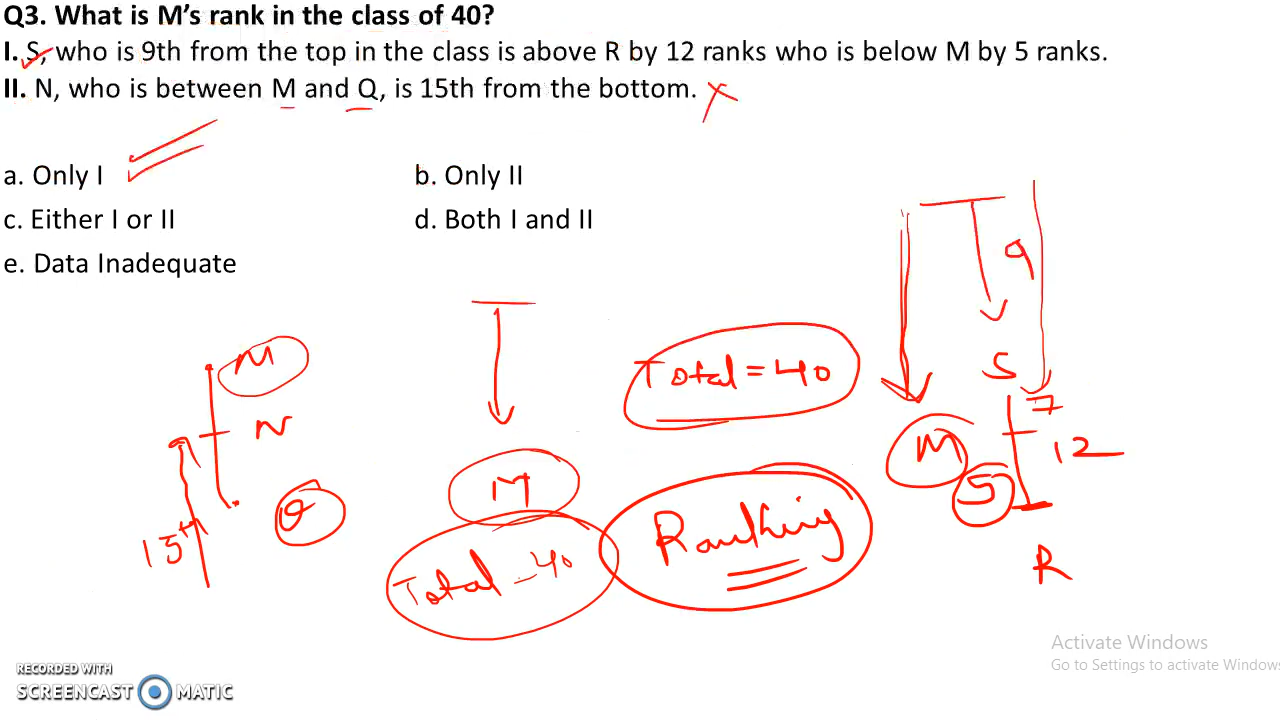 Q3. What is M's rank in the class of 40?
I. S, who is 9th from the top in the class is above R by 12 ranks who is below M by 5 ranks.
II. N, who is between M and Q, is 15th from the bottom.
a. Only I
b. Only II
c. Either I or II
d. Both I and II
e. Data Inadequate
9
M
Total = 40
S
7
N
M
12
M
5
Q
Ranking
15th
Total - 40
R
Activate Windows
Go to Settings to activate Windows
RECORDED WITH
SCREENCAST MATIC